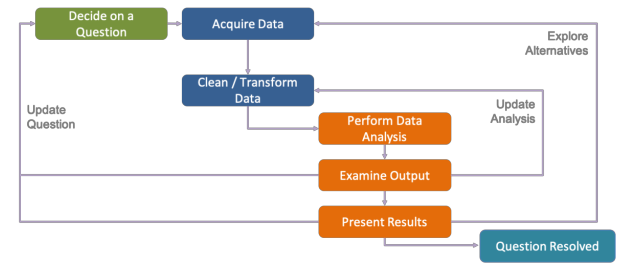 Decide on a
Question
Acquire Data
Explore
Alternatives
Clean / Transform
Data
Update
Question
Update
Analysis
Perform Data
Analysis
Examine Output
Present Results
Question Resolved